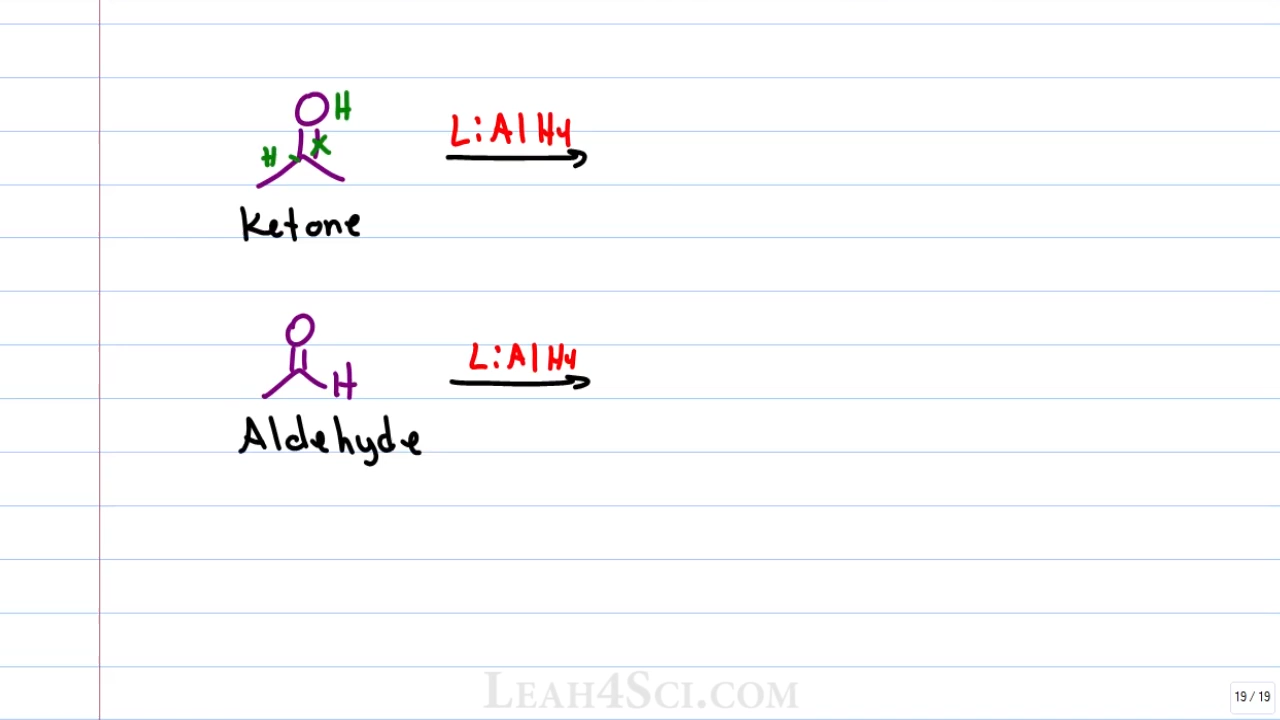 O H
H
LiAlH4
Ketone
O
H
LiAlH4
Aldehyde
LEAH4SCI.COM
19 / 19